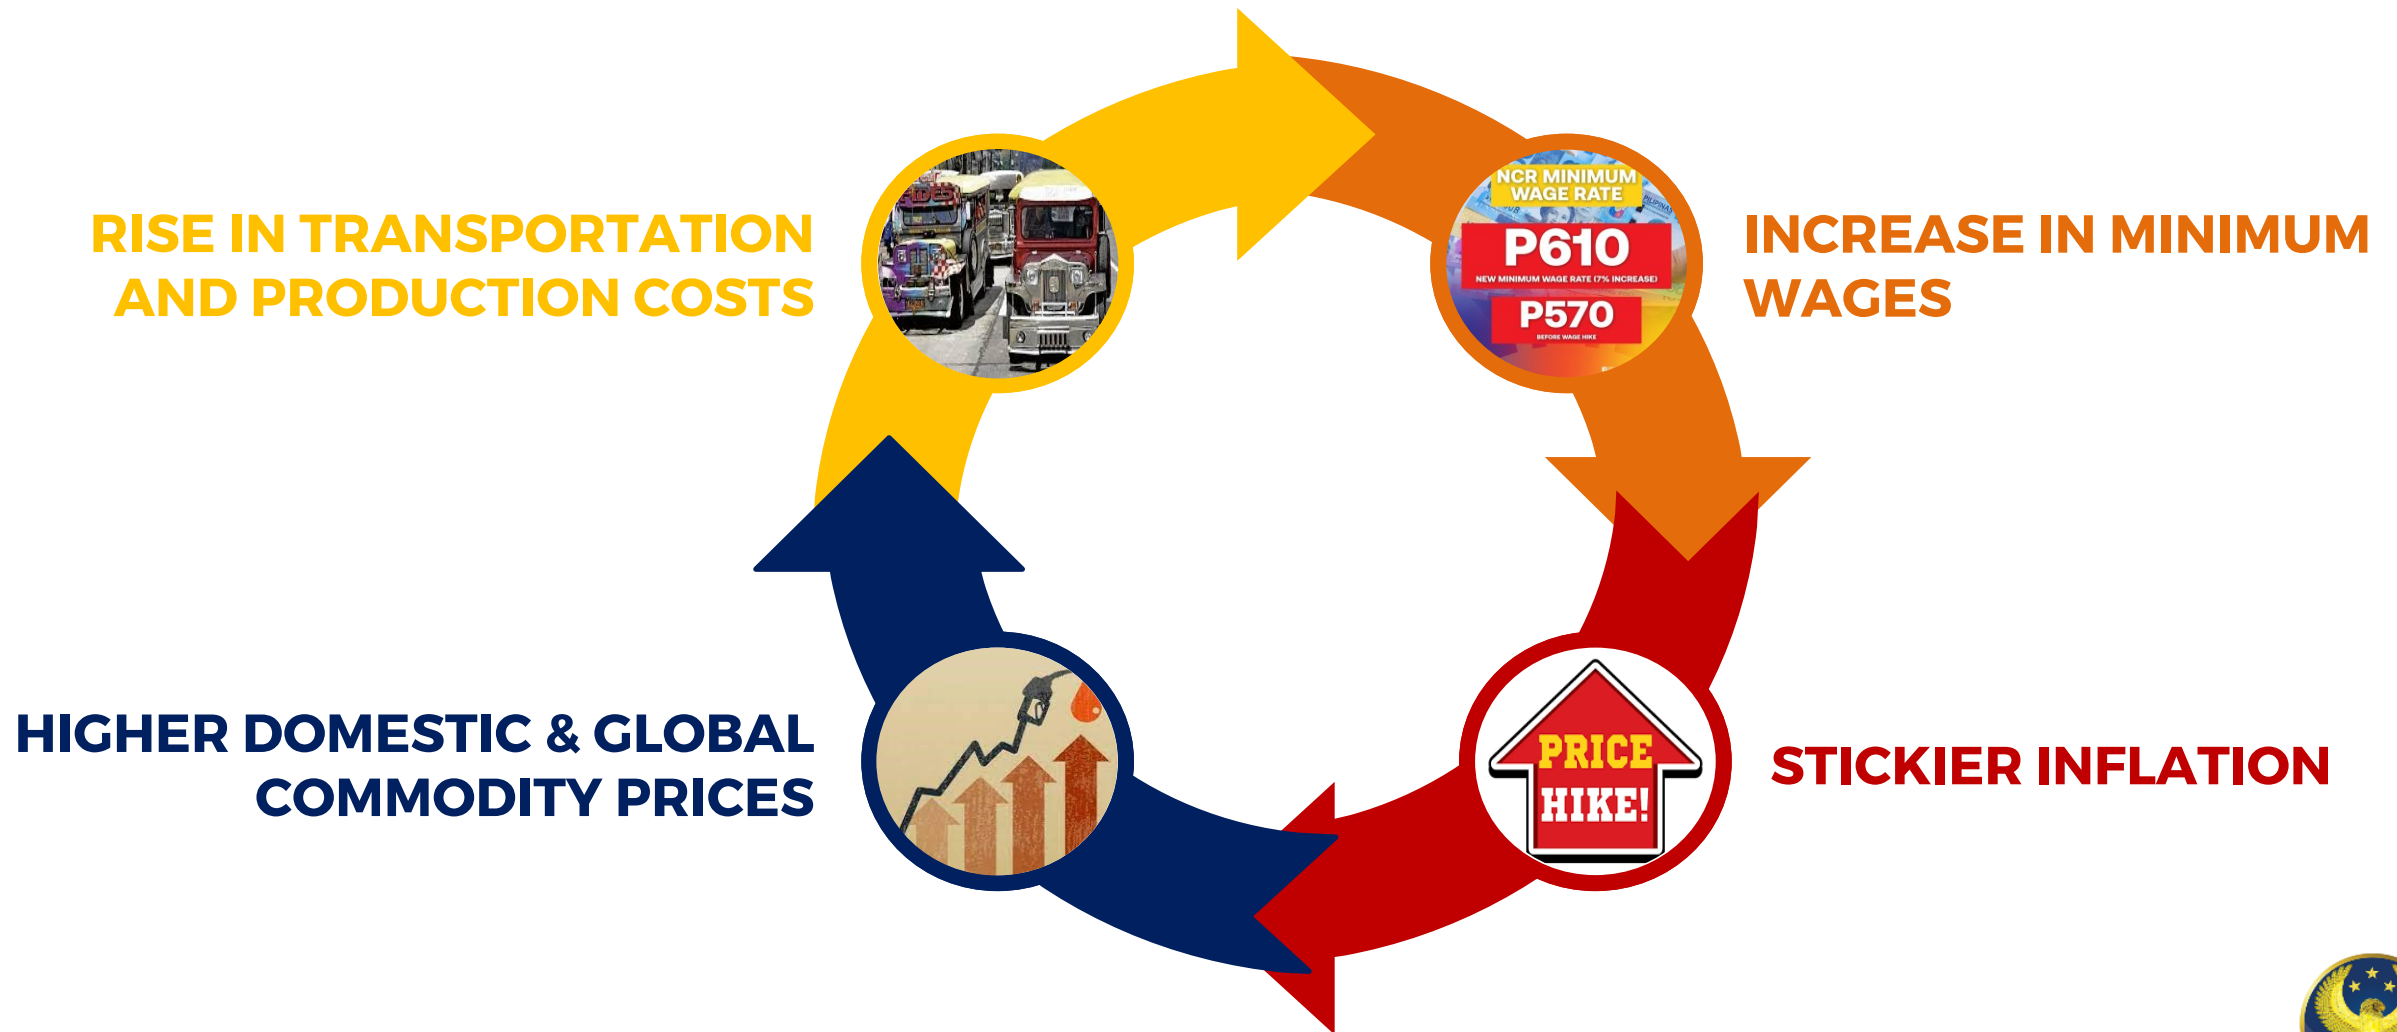 RISE IN TRANSPORTATION
AND PRODUCTION COSTS
NCR MINIMUM
WAGE RATE
P610
NEW MINIMUM WAGE RATE (7% INCREASE)
P570
BEFORE WAGE HIKE
INCREASE IN MINIMUM
WAGES
HIGHER DOMESTIC & GLOBAL
COMMODITY PRICES
PRICE
HIKE!
STICKIER INFLATION